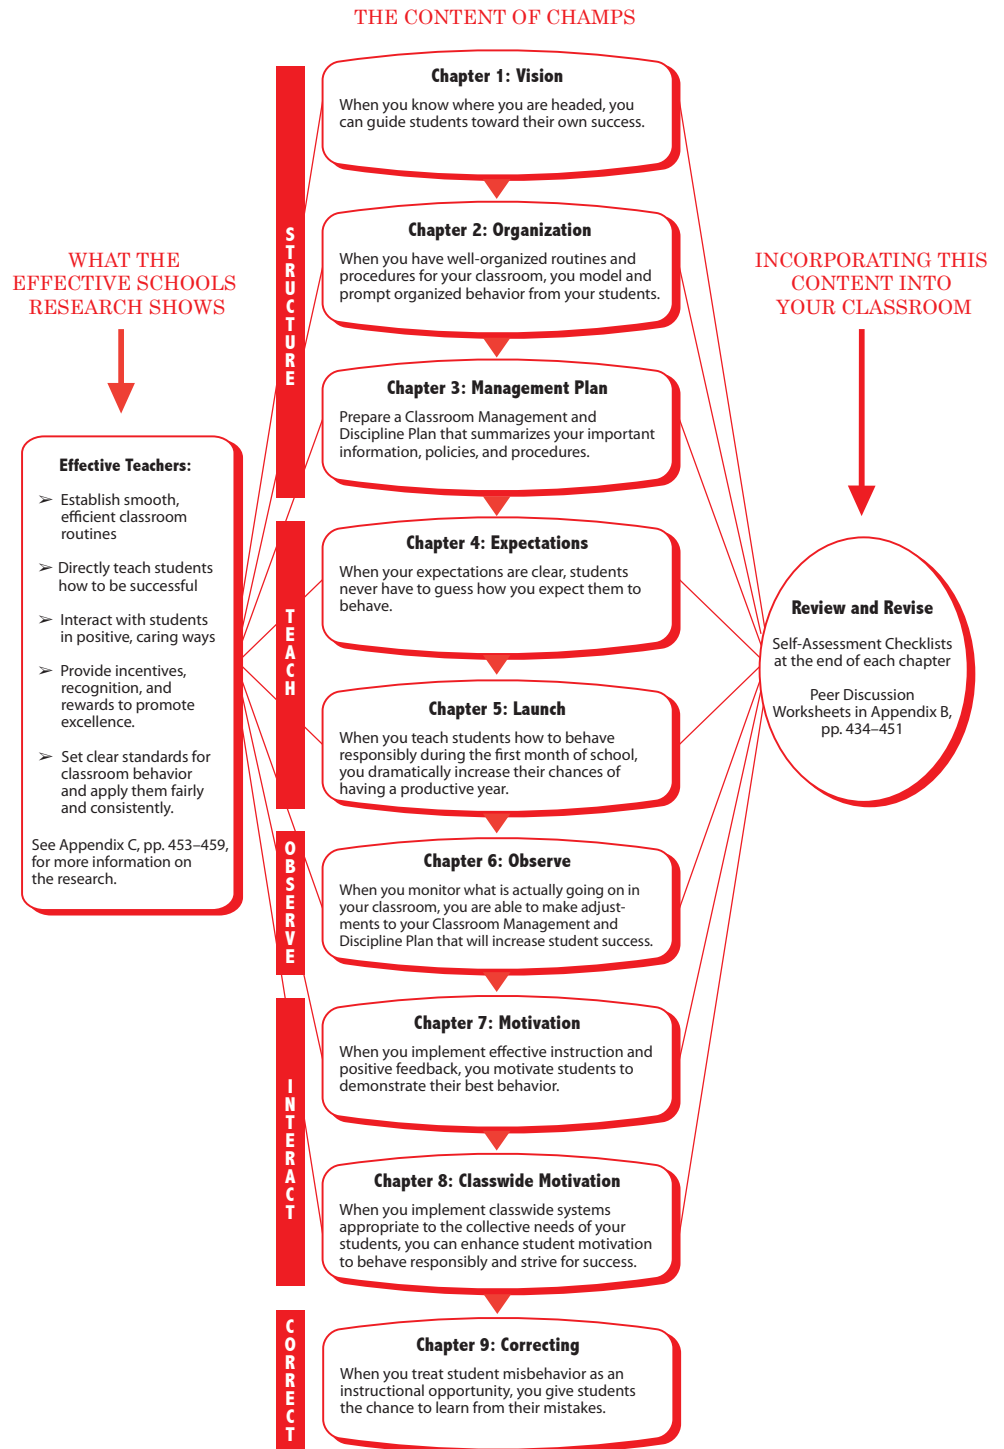 THE CONTENT OF CHAMPS
WHAT THE
EFFECTIVE SCHOOLS
RESEARCH SHOWS
Effective Teachers:
➢ Establish smooth,
efficient classroom
routines
➢ Directly teach students
how to be successful
➢ Interact with students
in positive, caring ways
➢ Provide incentives,
recognition, and
rewards to promote
excellence.
➢ Set clear standards for
classroom behavior
and apply them fairly
and consistently.
See Appendix C, pp. 453–459,
for more information on
the research.
STRUCTURE
Chapter 1: Vision
When you know where you are headed, you
can guide students toward their own success.
Chapter 2: Organization
When you have well-organized routines and
procedures for your classroom, you model and
prompt organized behavior from your students.
Chapter 3: Management Plan
Prepare a Classroom Management and
Discipline Plan that summarizes your important
information, policies, and procedures.
TEACH
Chapter 4: Expectations
When your expectations are clear, students
never have to guess how you expect them to
behave.
Chapter 5: Launch
When you teach students how to behave
responsibly during the first month of school,
you dramatically increase their chances of
having a productive year.
OBSERVE
Chapter 6: Observe
When you monitor what is actually going on in
your classroom, you are able to make adjust-
ments to your Classroom Management and
Discipline Plan that will increase student success.
INTERACT
Chapter 7: Motivation
When you implement effective instruction and
positive feedback, you motivate students to
demonstrate their best behavior.
Chapter 8: Classwide Motivation
When you implement classwide systems
appropriate to the collective needs of your
students, you can enhance student motivation
to behave responsibly and strive for success.
CORRECT
Chapter 9: Correcting
When you treat student misbehavior as an
instructional opportunity, you give students
the chance to learn from their mistakes.
INCORPORATING THIS
CONTENT INTO
YOUR CLASSROOM
Review and Revise
Self-Assessment Checklists
at the end of each chapter
Peer Discussion
Worksheets in Appendix B,
pp. 434–451